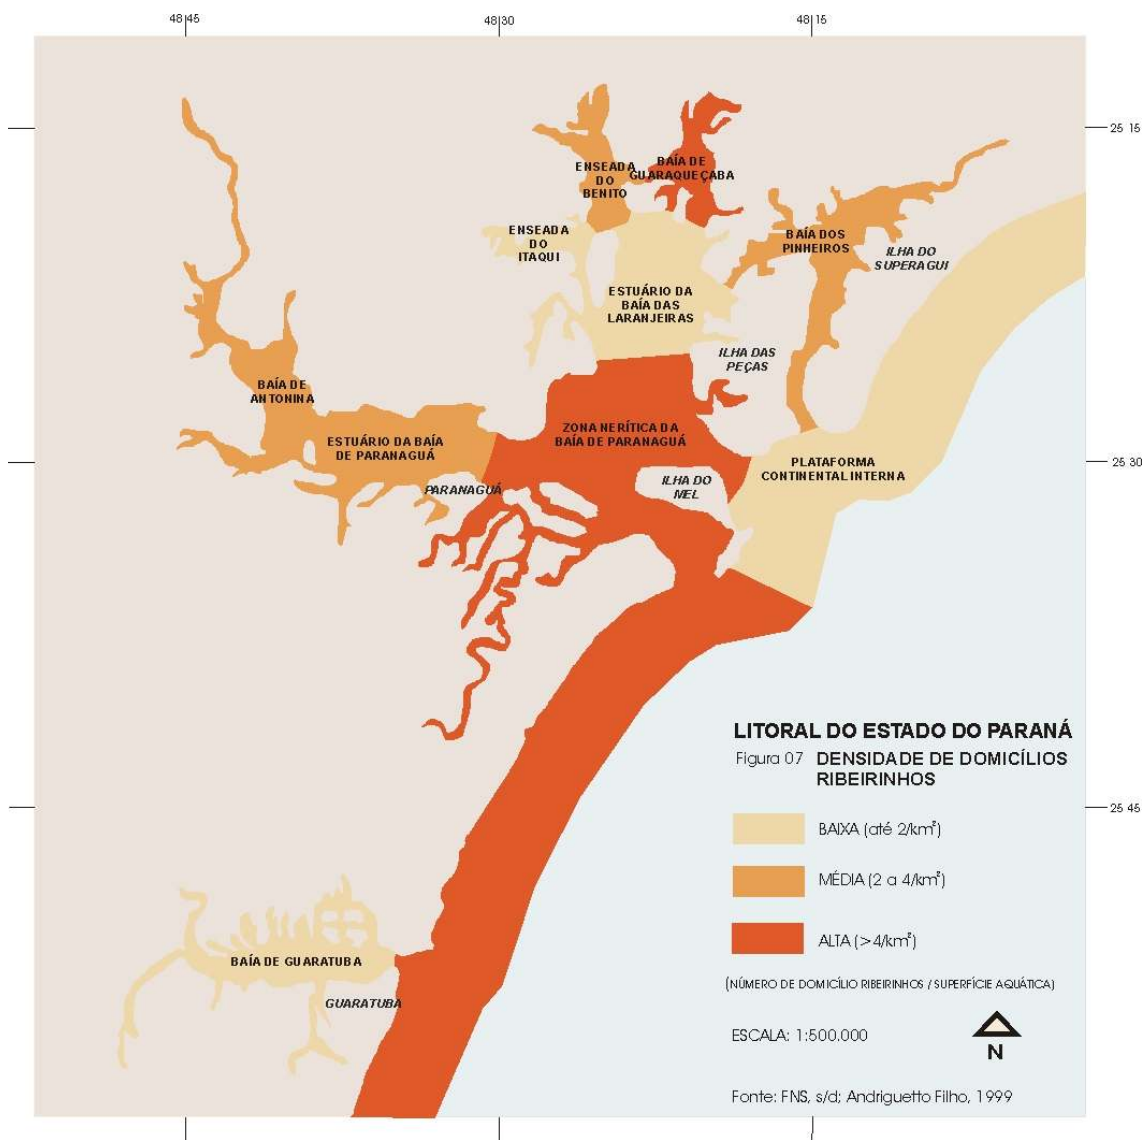 48 45
48 30
48 15
25 15
ENSEADA
DO
BENITO
BAÍA DE
GUARAQUEÇABA
ENSEADA
DO
ITAQUI
BAÍA DOS
PINHEIROS
ILHA DO
SUPERAGUI
ESTUÁRIO DA
BAÍA DAS
LARANJEIRAS
ILHA DAS
PEÇAS
BAÍA DE
ANTONINA
ESTUÁRIO DA BAÍA
DE PARANAGUÁ
ZONA NERÍTICA DA
BAÍA DE PARANAGUÁ
25 30
PLATAFORMA
CONTINENTAL INTERNA
PARANAGUÁ
ILHA DO
MEL
LITORAL DO ESTADO DO PARANÁ
Figura 07 DENSIDADE DE DOMICÍLIOS
RIBEIRINHOS
25 45
BAIXA (até 2/km²)
MÉDIA (2 a 4/km²)
ALTA (>4/km²)
BAÍA DE GUARATUBA
GUARATUBA
(NÚMERO DE DOMICÍLIO RIBEIRINHOS / SUPERFÍCIE AQUÁTICA)
ESCALA: 1:500.000
N
Fonte: FNS, s/d; Andriguetto Filho, 1999